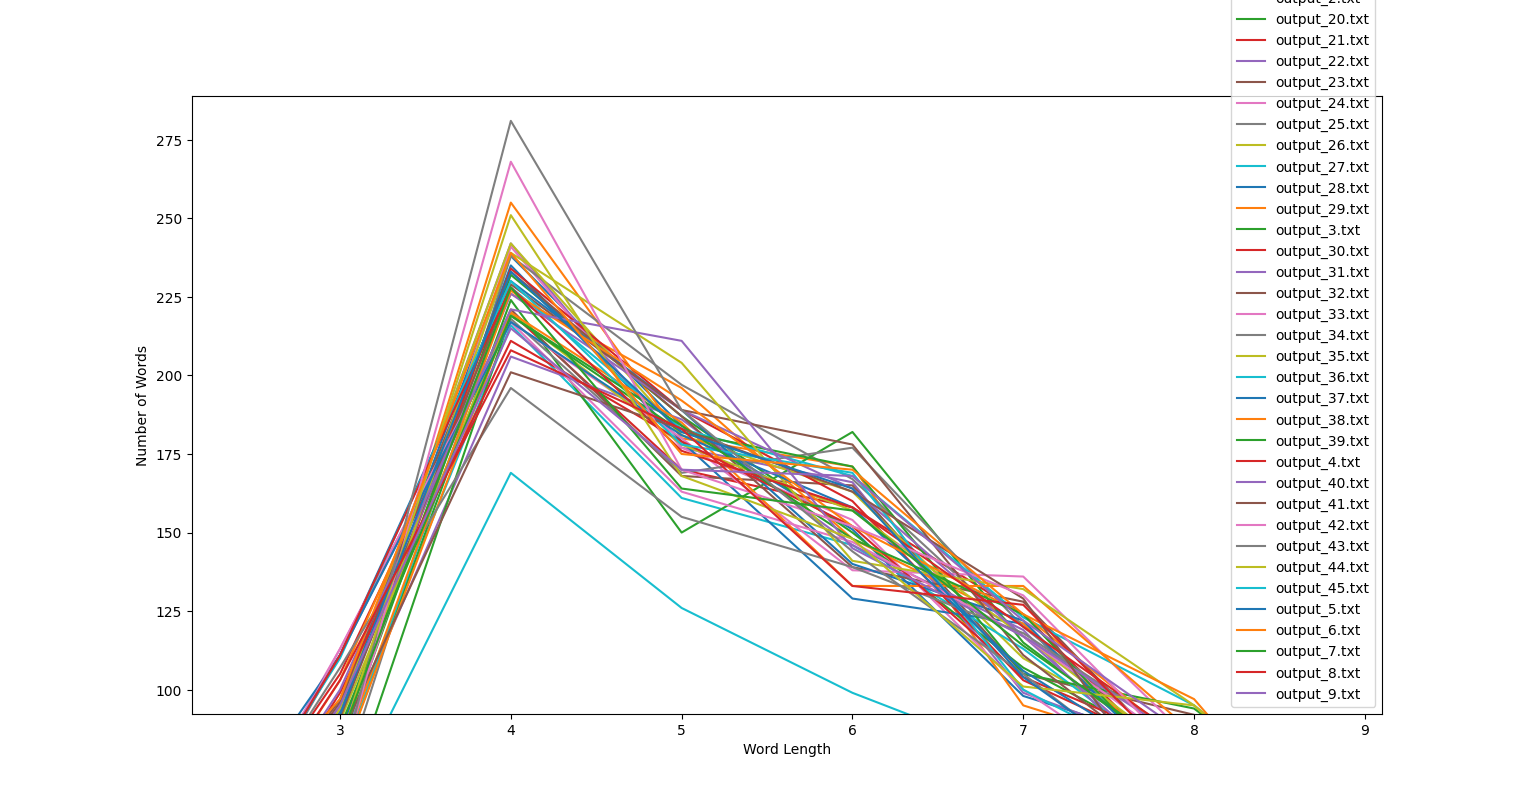 output_2.txt
output_20.txt
output_21.txt
output_22.txt
output_23.txt
output_24.txt
output_25.txt
output_26.txt
output_27.txt
output_28.txt
output_29.txt
output_3.txt
output_30.txt
output_31.txt
output_32.txt
output_33.txt
output_34.txt
output_35.txt
output_36.txt
output_37.txt
output_38.txt
output_39.txt
output_4.txt
output_40.txt
output_41.txt
output_42.txt
output_43.txt
output_44.txt
output_45.txt
output_5.txt
output_6.txt
output_7.txt
output_8.txt
output_9.txt
275
250
225
200
175
150
125
100
Number of Words
3 4 5 6 7 8 9
Word Length